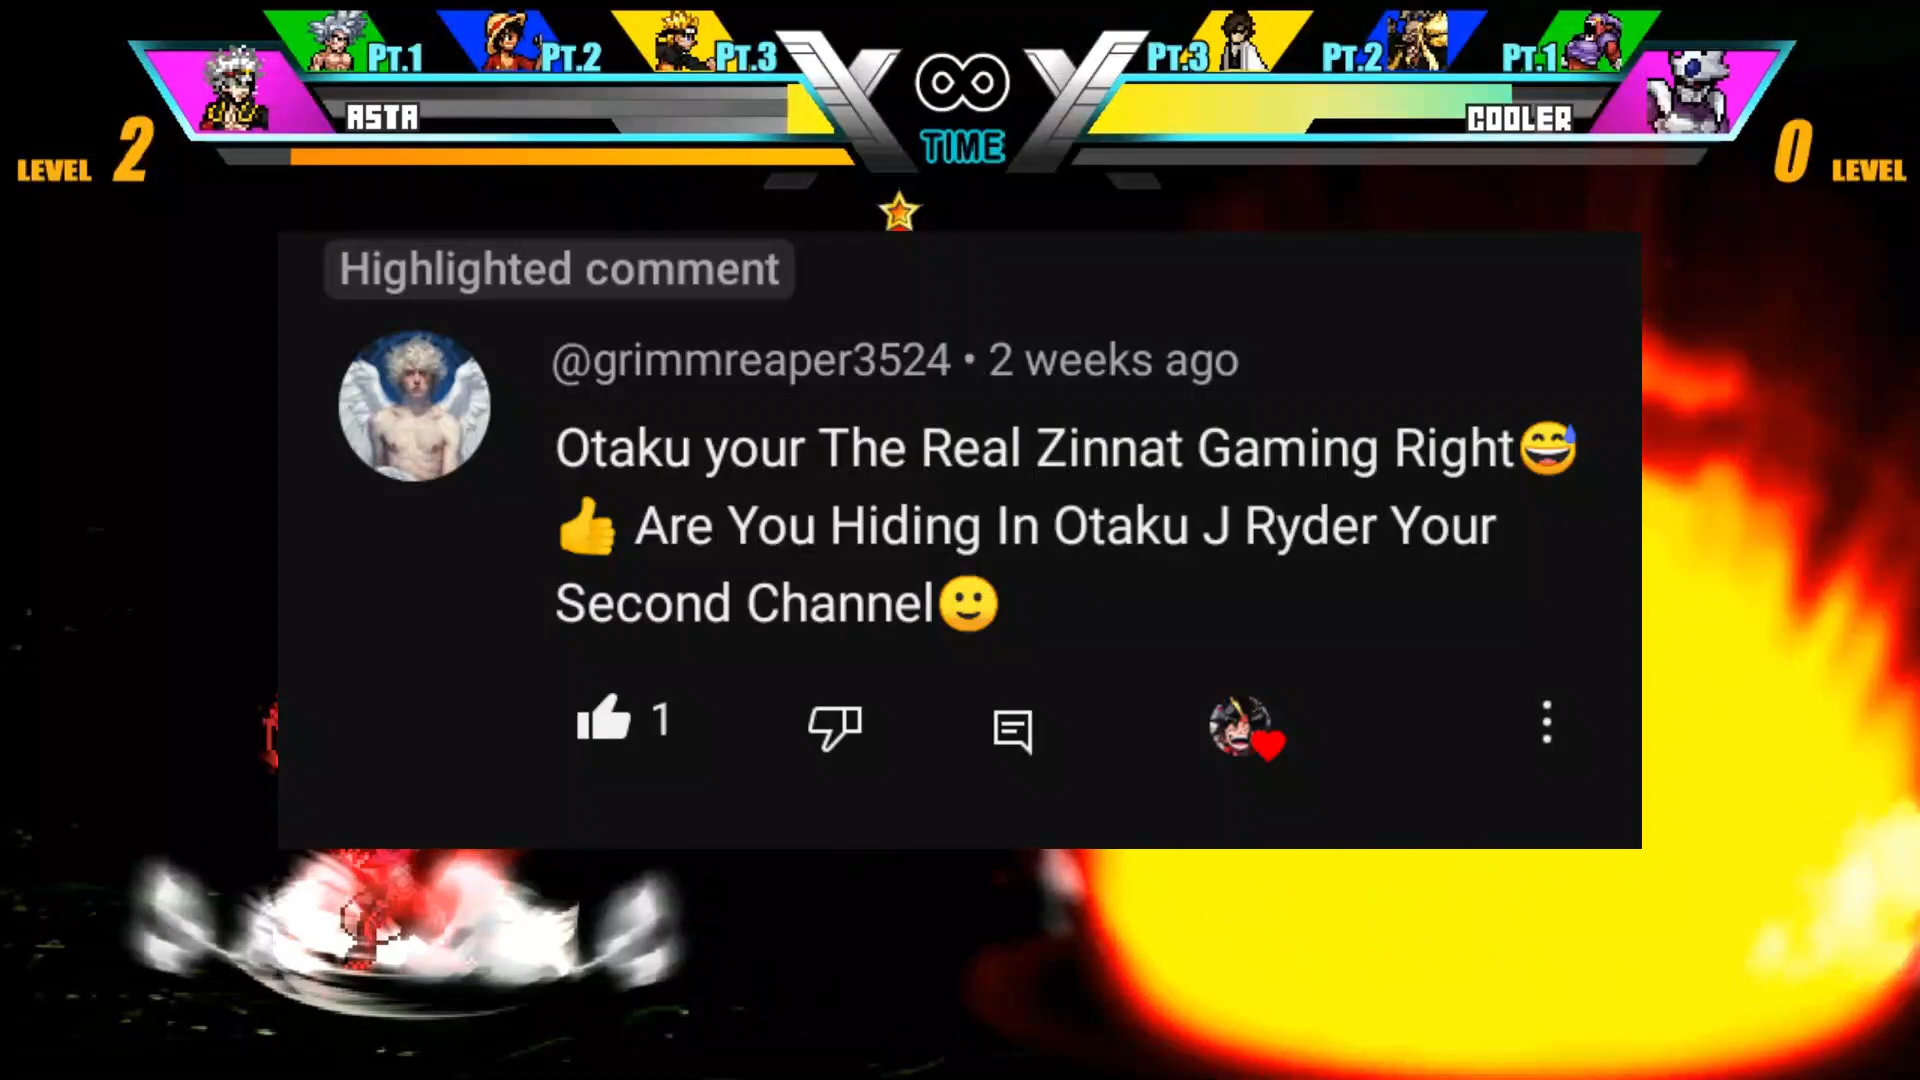 PT.1 PT.2 PT.3 PT.3 PT.2 PT.1
ASTA COOLER
TIME
LEVEL 2 0 LEVEL
Highlighted comment
@grimmreaper3524 • 2 weeks ago
Otaku your The Real Zinnat Gaming Right😅
👍 Are You Hiding In Otaku J Ryder Your
Second Channel🙂
1